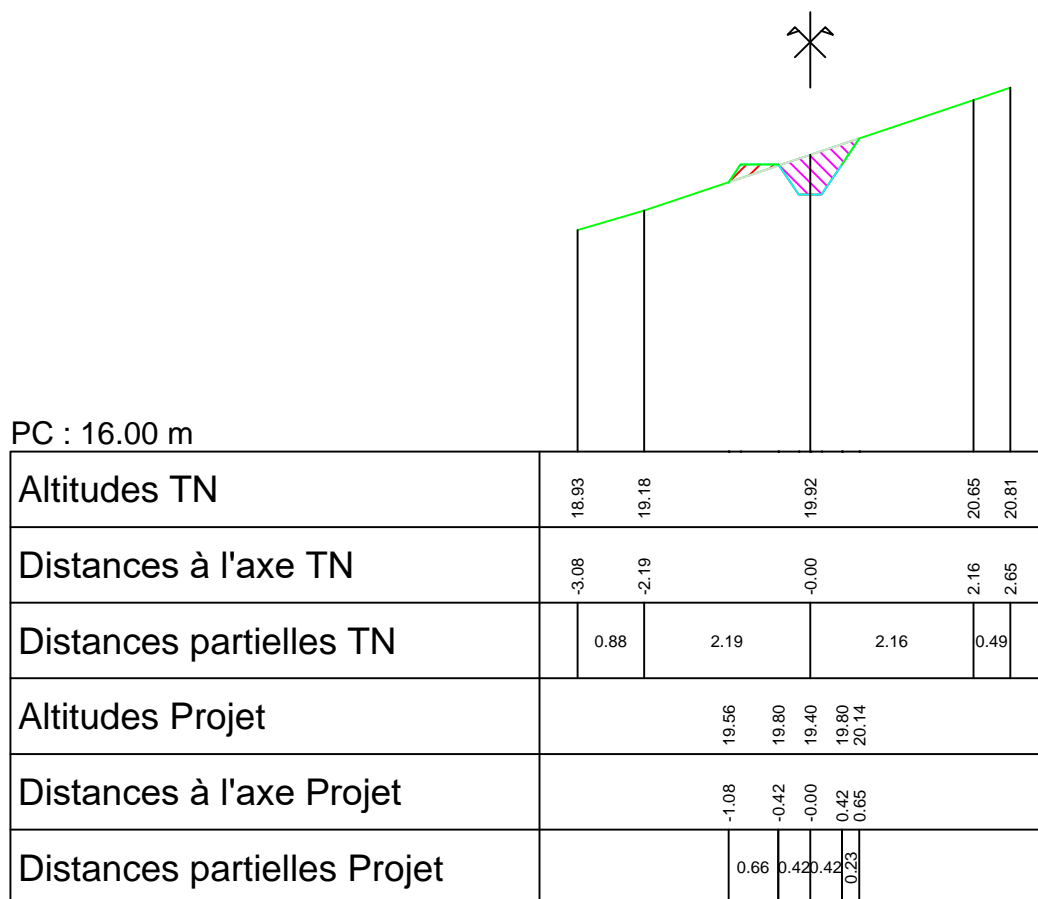 PC : 16.00 m
Altitudes TN 18.93 19.18 19.92 20.65 20.81
Distances à l'axe TN -3.08 -2.19 -0.00 2.16 2.65
Distances partielles TN 0.88 2.19 2.16 0.49
Altitudes Projet 19.56 19.80 19.40 19.80 20.14
Distances à l'axe Projet -1.08 -0.42 -0.00 0.42 0.65
Distances partielles Projet 0.66 0.42 0.42 0.23